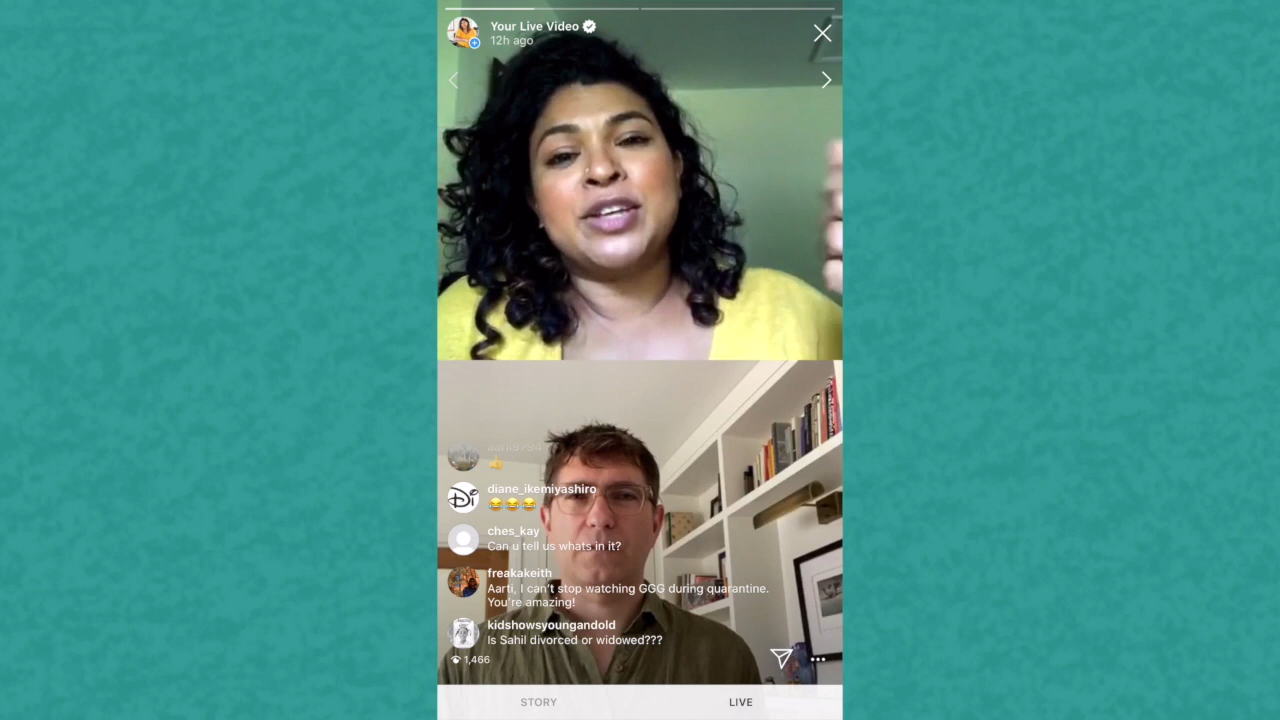 Your Live Video
12h ago
👍
diane_ikemiyashiro
😂😂😂
ches_kay
Can u tell us whats in it?
freakakeith
Aarti, I can't stop watching GGG during quarantine.
You're amazing!
kidshowsyoungandold
Is Sahil divorced or widowed???
1,466
STORY
LIVE